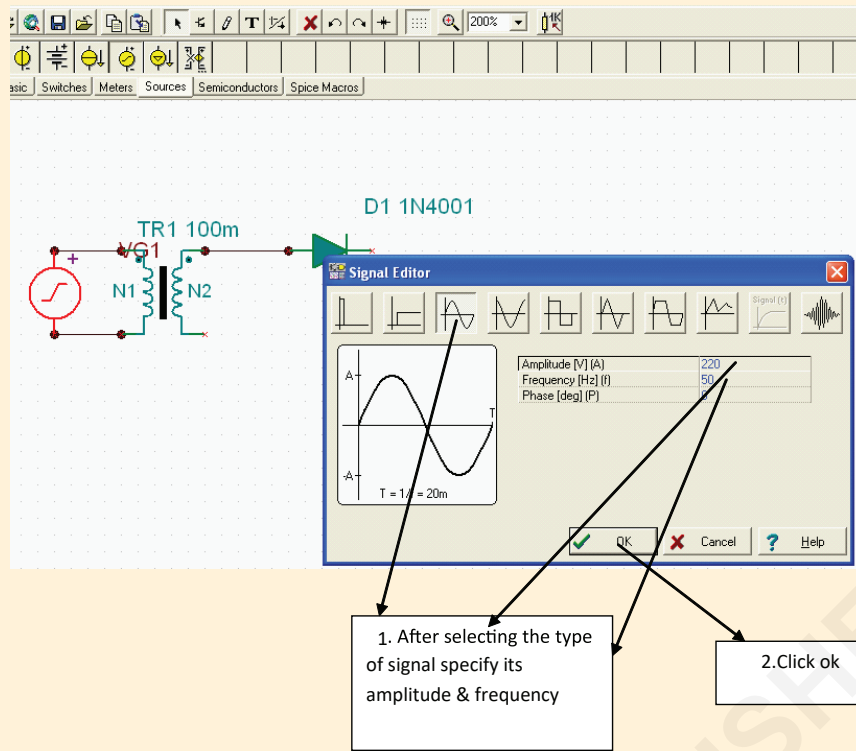 200%
1K
asic Switches Meters Sources Semiconductors Spice Macros
D1 1N4001
TR1 100m
VG1
N1 N2
Signal Editor
Signal (t)
Amplitude [V] (A) 220
Frequency [Hz] (f) 50
Phase [deg] (P)
A
T
-A
T = 1/f = 20m
OK Cancel ? Help
1. After selecting the type
of signal specify its
amplitude & frequency
2.Click ok